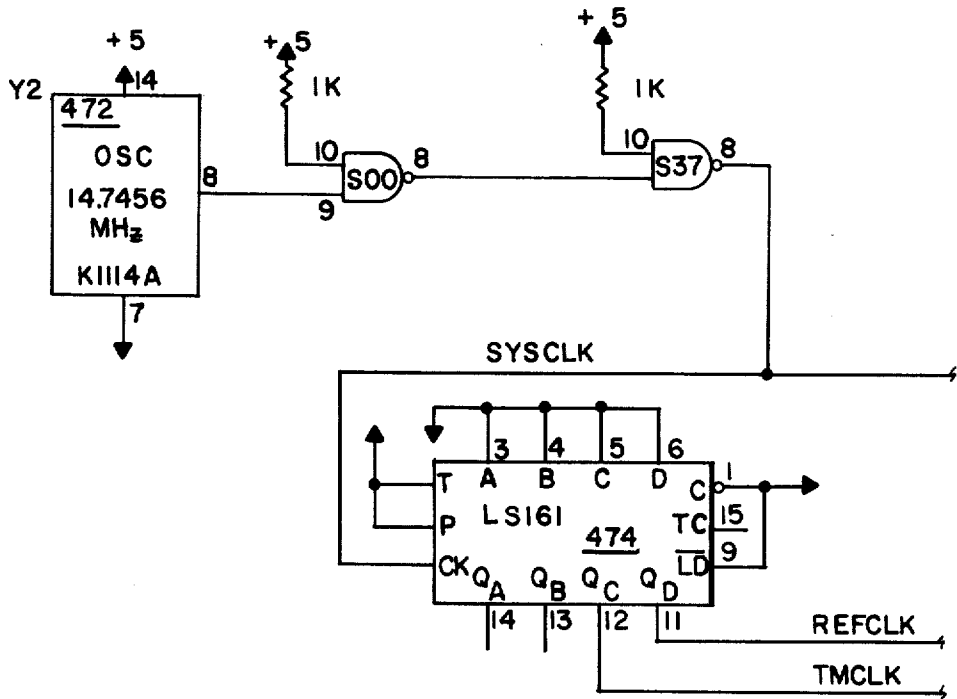 +5
+ 5
+ 5
Y2
14
1K
1K
472
OSC
14.7456
MHz
K1114A
8
10
9
S00
8
10
S37
8
7
SYSCLK
3 4 5 6
A B C D
T
P
CK
LS161
474
C
1
TC
15
LD
9
QA QB QC QD
14 13 12 11
REFCLK
TMCLK